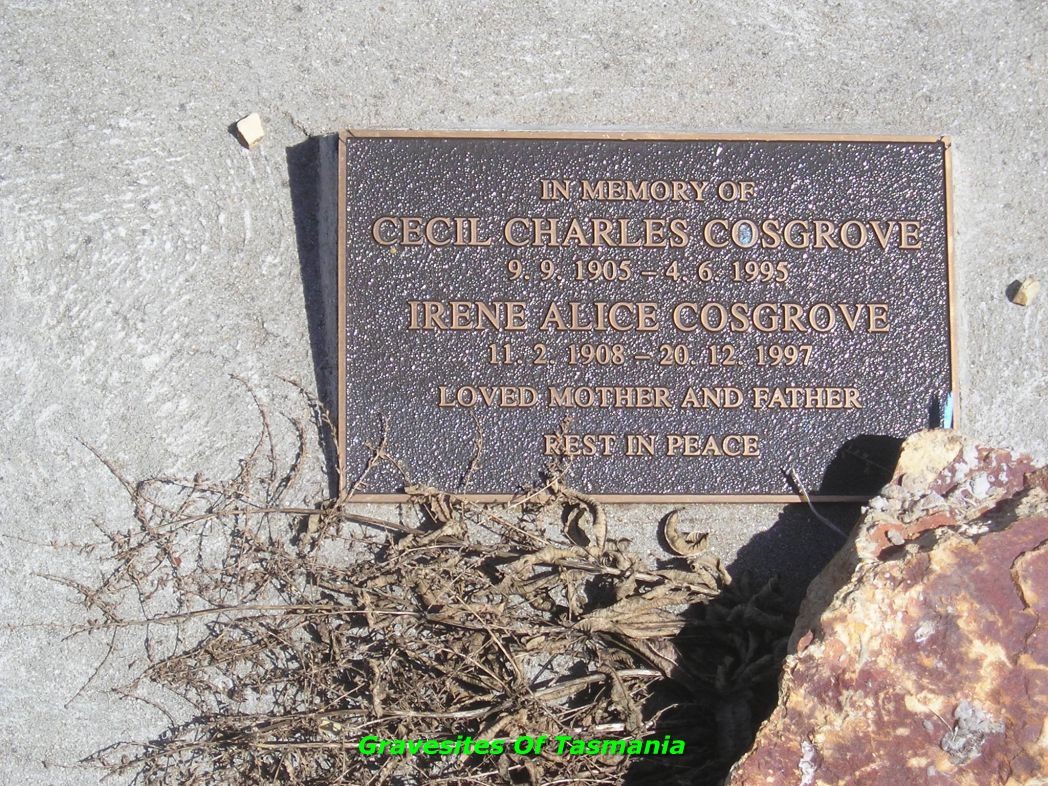 IN MEMORY OF
CECIL CHARLES COSGROVE
9. 9. 1905 – 4. 6. 1995
IRENE ALICE COSGROVE
11. 2. 1908 – 20. 12. 1997
LOVED MOTHER AND FATHER
REST IN PEACE
Gravesites Of Tasmania